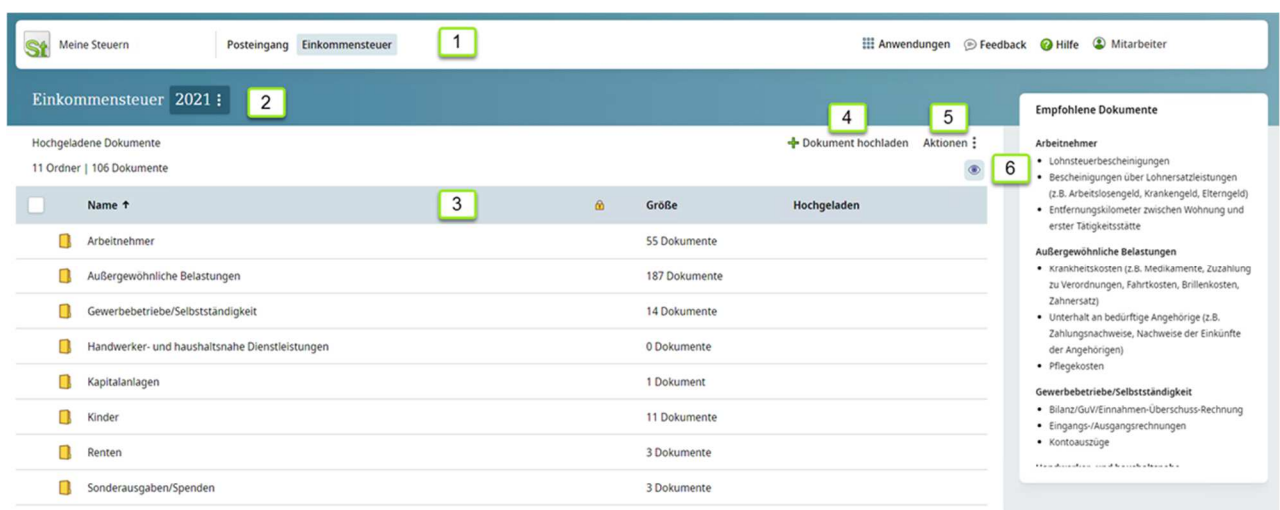 St Meine Steuern Posteingang Einkommensteuer 1 Anwendungen Feedback Hilfe Mitarbeiter
Einkommensteuer 2021 2
Hochgeladene Dokumente
11 Ordner | 106 Dokumente
4 5
Dokument hochladen Aktionen
6
Name ↑ 3 Größe Hochgeladen
Arbeitnehmer 55 Dokumente
Außergewöhnliche Belastungen 187 Dokumente
Gewerbebetriebe/Selbstständigkeit 14 Dokumente
Handwerker- und haushaltsnahe Dienstleistungen 0 Dokumente
Kapitalanlagen 1 Dokument
Kinder 11 Dokumente
Renten 3 Dokumente
Sonderausgaben/Spenden 3 Dokumente
Empfohlene Dokumente
Arbeitnehmer
• Lohnsteuerbescheinigungen
• Bescheinigungen über Lohnersatzleistungen
(z.B. Arbeitslosengeld, Krankengeld, Elterngeld)
• Entfernungskilometer zwischen Wohnung und
erster Tätigkeitsstätte
Außergewöhnliche Belastungen
• Krankheitskosten (z.B. Medikamente, Zuzahlung
zu Verordnungen, Fahrtkosten, Brillenkosten,
Zahnersatz)
• Unterhalt an bedürftige Angehörige (z.B.
Zahlungsnachweise, Nachweise der Einkünfte
der Angehörigen)
• Pflegekosten
Gewerbebetriebe/Selbstständigkeit
• Bilanz/GuV/Einnahmen-Überschuss-Rechnung
• Eingangs-/Ausgangsrechnungen
• Kontoauszüge